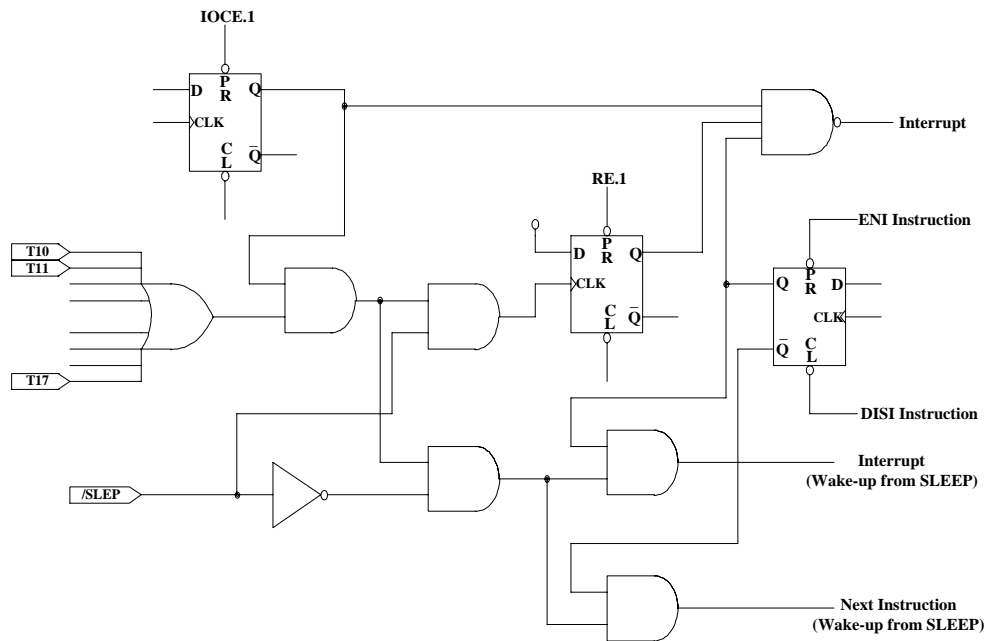 IOCE.1
D
P
R
Q
CLK
C
L
Q̅
Interrupt
RE.1
D
P
R
Q
CLK
C
L
Q̅
ENI Instruction
P
R
Q
D
CLK
C
L
Q̅
DISI Instruction
T10
T11
T17
/SLEP
Interrupt
(Wake-up from SLEEP)
Next Instruction
(Wake-up from SLEEP)